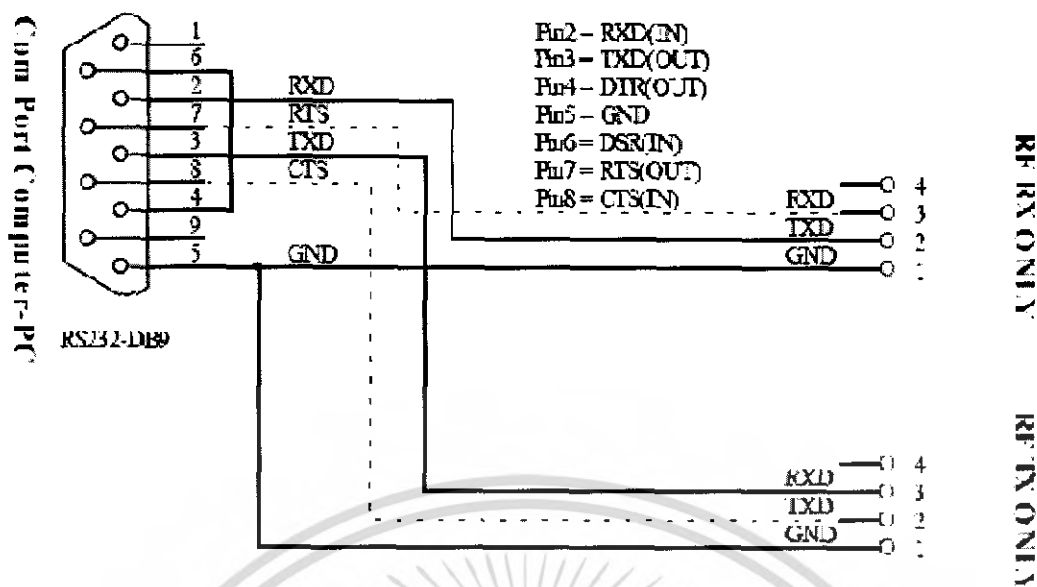 Com Port Computer-PC
1
6
2
7
3
8
4
9
5
RXD
RTS
TXD
CTS
GND
RS232-DB9
Pin2 - RXD(IN)
Pin3 = TXD(OUT)
Pin4 - DTR(OUT)
Pin5 - GND
Pin6 = DSR(IN)
Pin7 = RTS(OUT)
Pin8 = CTS(IN)
4
RXD 3
TXD 2
GND 1
RF RX ONLY
4
RXD 3
TXD 2
GND 1
RF TX ONLY